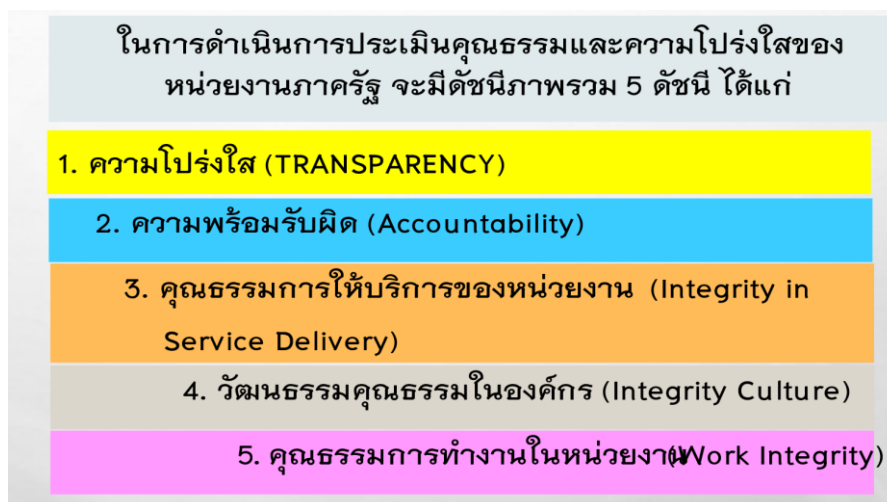 ในการดำเนินการประเมินคุณธรรมและความโปร่งใสของ
หน่วยงานภาครัฐ จะมีดัชนีภาพรวม 5 ดัชนี ได้แก่
1. ความโปร่งใส (TRANSPARENCY)
2. ความพร้อมรับผิด (Accountability)
3. คุณธรรมการให้บริการของหน่วยงาน (Integrity in
Service Delivery)
4. วัฒนธรรมคุณธรรมในองค์กร (Integrity Culture)
5. คุณธรรมการทำงานในหน่วยงาน(Work Integrity)